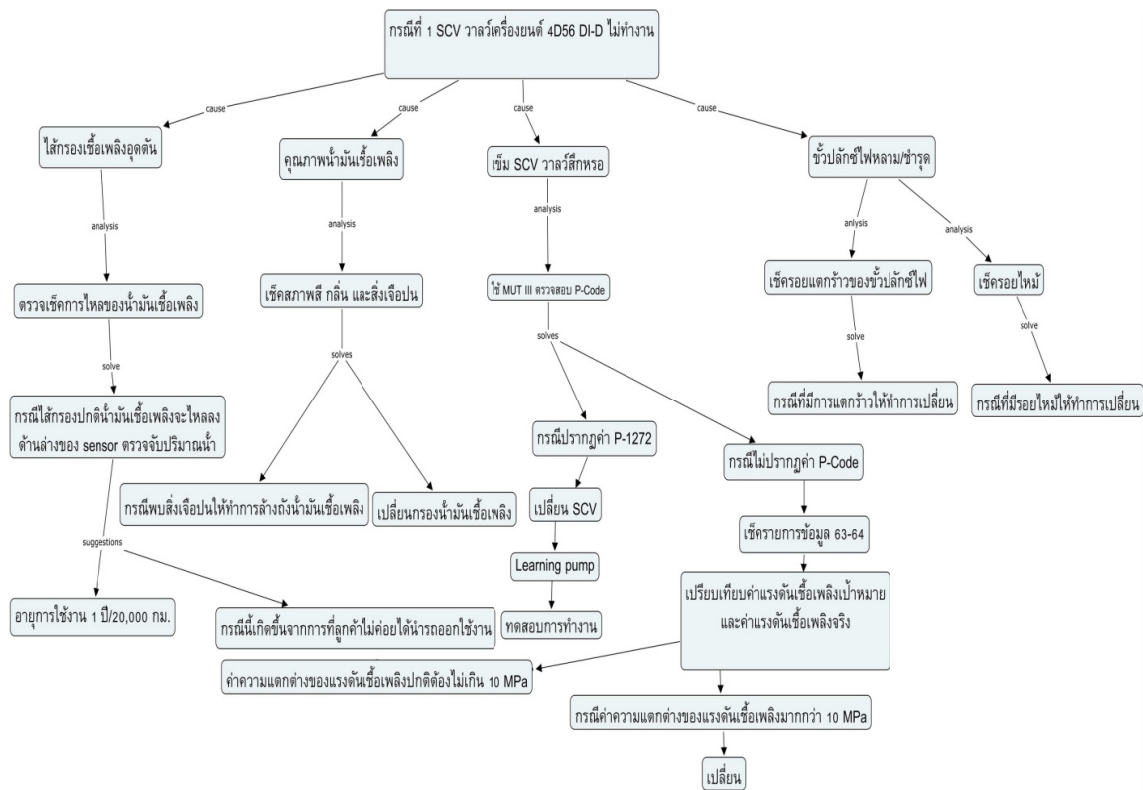 กรณีที่ 1 SCV วาลว์เครื่องยนต์ 4D56 DI-D ไม่ทำงาน
cause
cause
cause
cause
ไส้กรองเชื้อเพลิงอุดตัน
คุณภาพน้ำมันเชื้อเพลิง
เข็ม SCV วาลว์สึกหรอ
ขั้วปลั๊กซ์ไฟหลาม/ชำรุด
analysis
analysis
analysis
anlysis
analysis
ตรวจเช็คการไหลของน้ำมันเชื้อเพลิง
เช็คสภาพสี กลิ่น และสิ่งเจือปน
ใช้ MUT III ตรวจสอบ P-Code
เช็ครอยแตกร้าวของขั้วปลั๊กซ์ไฟ
เช็ครอยไหม้
solve
solves
solves
solve
solve
กรณีไส้กรองปกติน้ำมันเชื้อเพลิงจะไหลลง
ด้านล่างของ sensor ตรวจจับปริมาณน้ำ
กรณีที่มีการแตกร้าวให้ทำการเปลี่ยน
กรณีที่มีรอยไหม้ให้ทำการเปลี่ยน
กรณีปรากฏค่า P-1272
กรณีไม่ปรากฏค่า P-Code
กรณีพบสิ่งเจือปนให้ทำการล้างถังน้ำมันเชื้อเพลิง
เปลี่ยนกรองน้ำมันเชื้อเพลิง
เปลี่ยน SCV
เช็ครายการข้อมูล 63-64
suggestions
Learning pump
อายุการใช้งาน 1 ปี/20,000 กม.
กรณีนี้เกิดขึ้นจากการที่ลูกค้าไม่ค่อยได้นำรถออกใช้งาน
ทดสอบการทำงาน
เปรียบเทียบค่าแรงดันเชื้อเพลิงเป้าหมาย
และค่าแรงดันเชื้อเพลิงจริง
ค่าความแตกต่างของแรงดันเชื้อเพลิงปกติต้องไม่เกิน 10 MPa
กรณีค่าความแตกต่างของแรงดันเชื้อเพลิงมากกว่า 10 MPa
เปลี่ยน